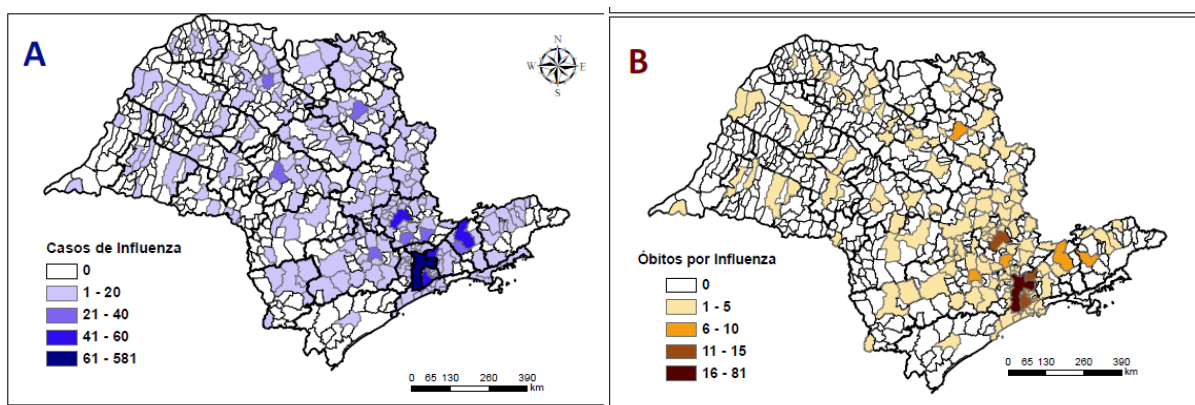 A
N
W E
S
Casos de Influenza
0
1 - 20
21 - 40
41 - 60
61 - 581
0 65 130 260 390
km
B
Óbitos por Influenza
0
1 - 5
6 - 10
11 - 15
16 - 81
0 65 130 260 390
km